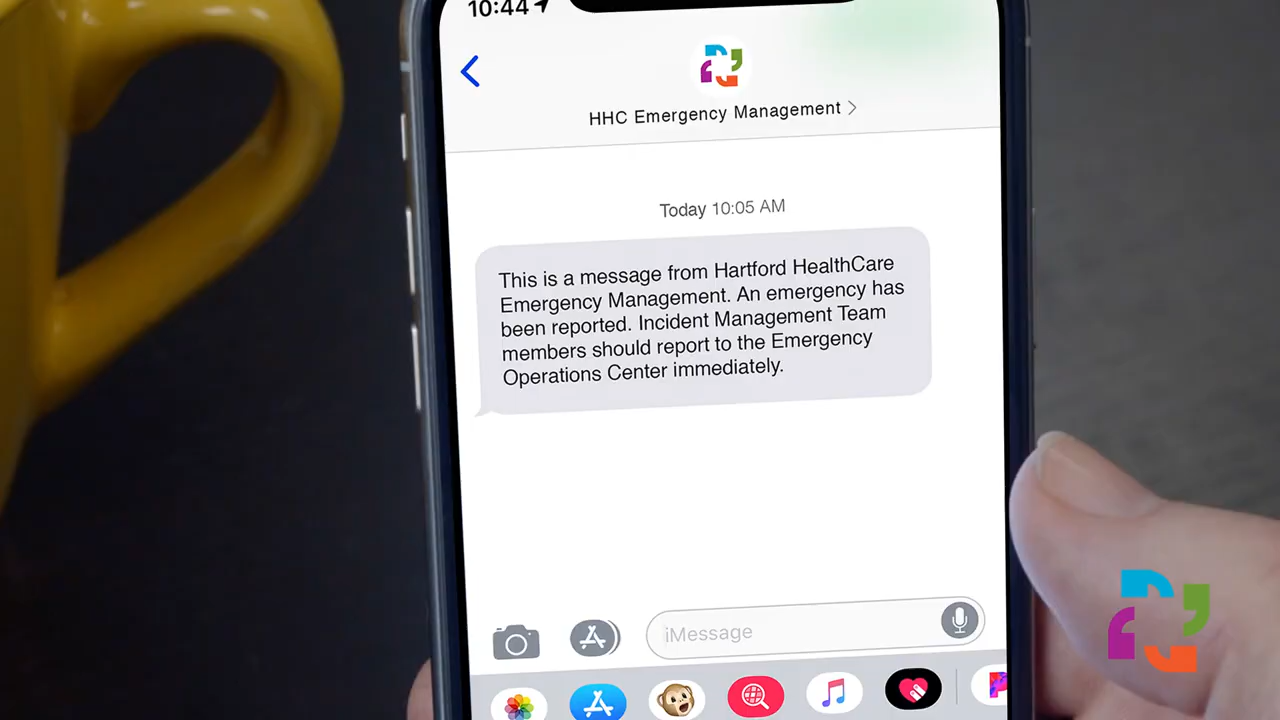 10:44
HHC Emergency Management
Today 10:05 AM
This is a message from Hartford HealthCare
Emergency Management. An emergency has
been reported. Incident Management Team
members should report to the Emergency
Operations Center immediately.
iMessage